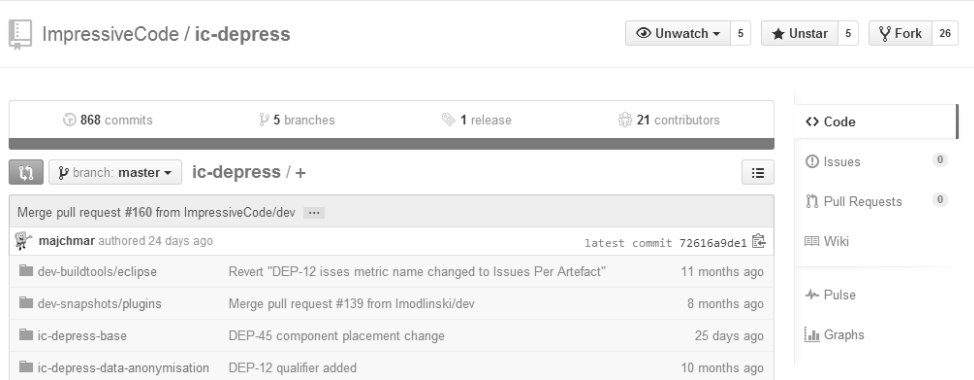 ImpressiveCode / ic-depress
Unwatch 5 Unstar 5 Fork 26
868 commits 5 branches 1 release 21 contributors
branch: master ic-depress / +
Merge pull request #160 from ImpressiveCode/dev ...
majchmar authored 24 days ago latest commit 72616a9de1
dev-buildtools/eclipse Revert "DEP-12 isses metric name changed to Issues Per Artefact" 11 months ago
dev-snapshots/plugins Merge pull request #139 from lmodlinski/dev 8 months ago
ic-depress-base DEP-45 component placement change 25 days ago
ic-depress-data-anonymisation DEP-12 qualifier added 10 months ago
Code
Issues 0
Pull Requests 0
Wiki
Pulse
Graphs